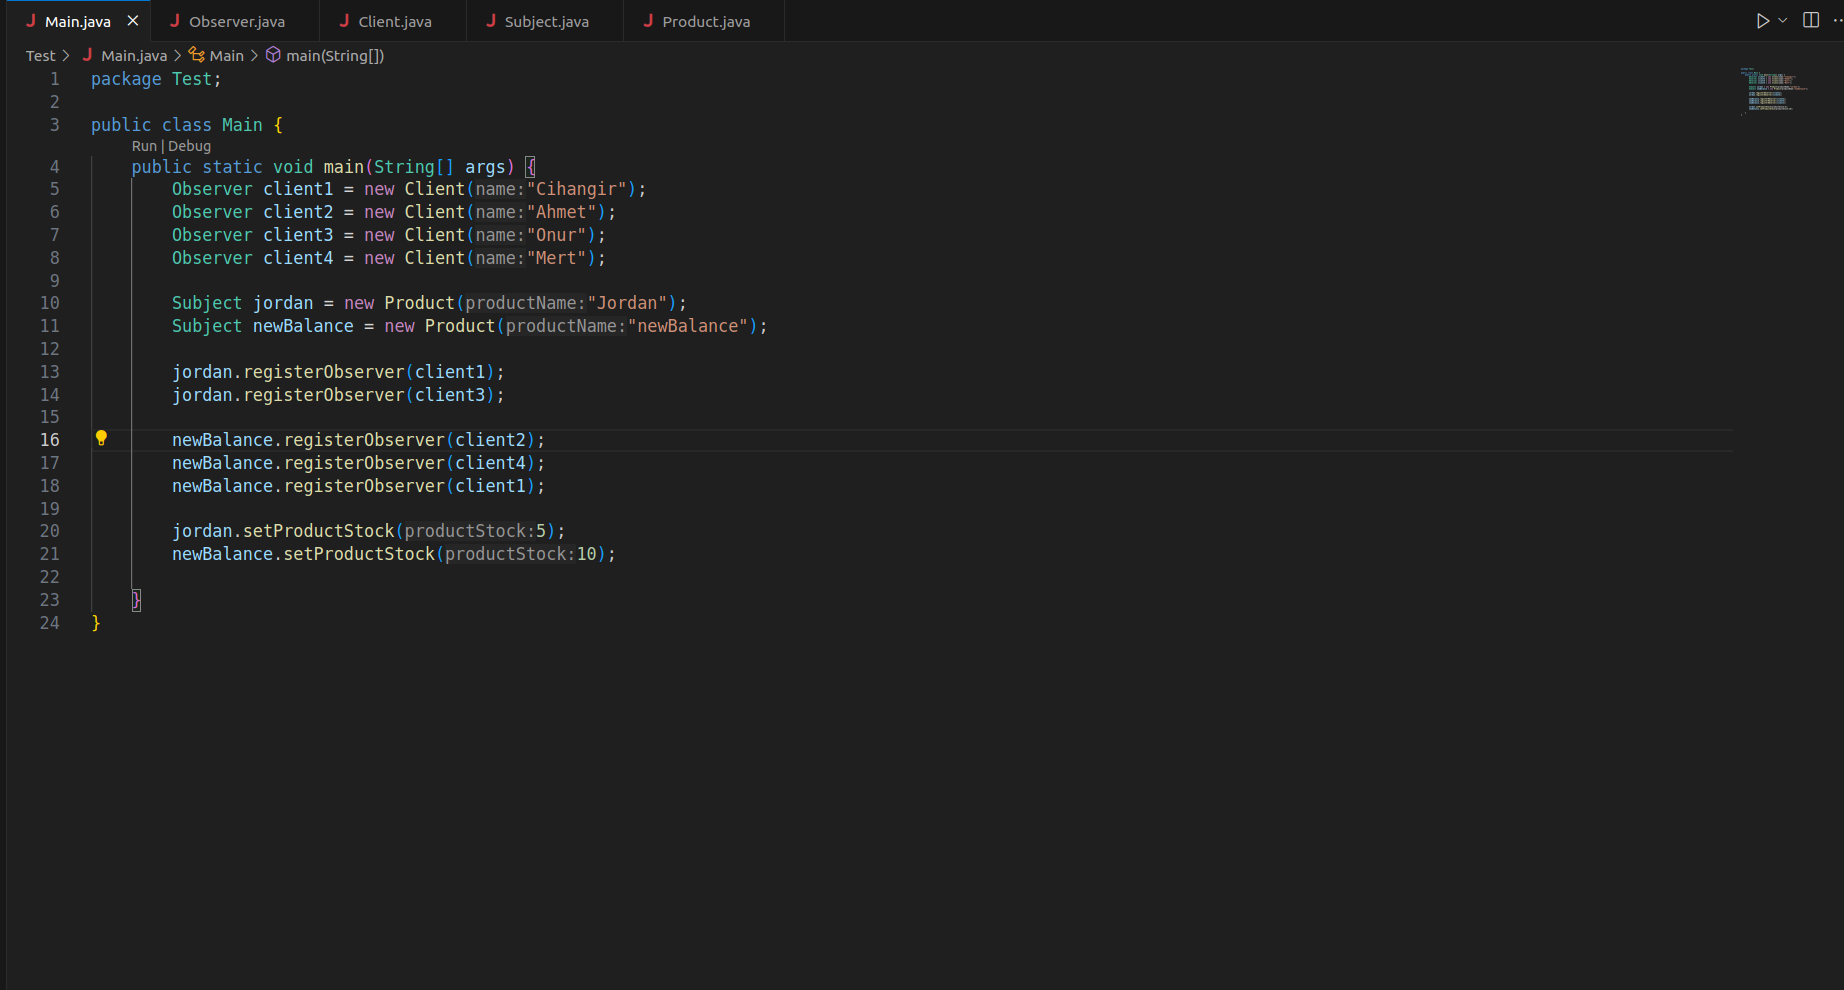 Main.java Observer.java Client.java Subject.java Product.java
Test > Main.java > Main > main(String[])
1 package Test;
2
3 public class Main {
Run | Debug
4 public static void main(String[] args) {
5 Observer client1 = new Client(name:"Cihangir");
6 Observer client2 = new Client(name:"Ahmet");
7 Observer client3 = new Client(name:"Onur");
8 Observer client4 = new Client(name:"Mert");
9
10 Subject jordan = new Product(productName:"Jordan");
11 Subject newBalance = new Product(productName:"newBalance");
12
13 jordan.registerObserver(client1);
14 jordan.registerObserver(client3);
15
16 newBalance.registerObserver(client2);
17 newBalance.registerObserver(client4);
18 newBalance.registerObserver(client1);
19
20 jordan.setProductStock(productStock:5);
21 newBalance.setProductStock(productStock:10);
22
23 }
24 }